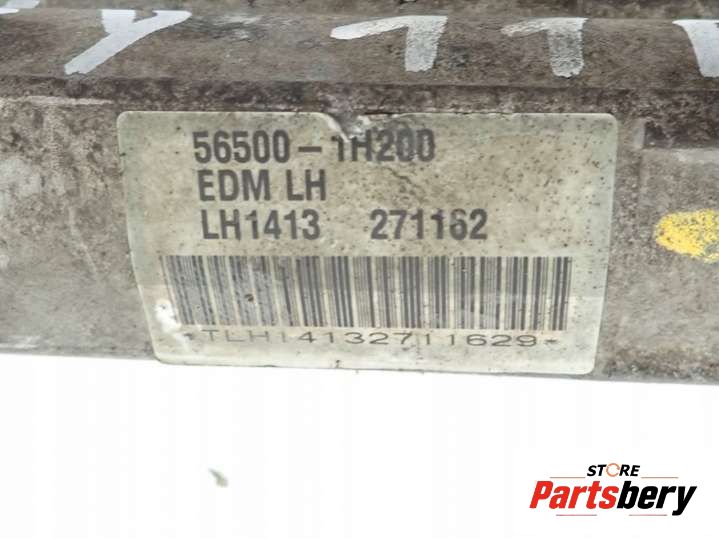 56500-1H200
EDM LH
LH1413 271162
*TLH14132711629*
STORE
Partsbery